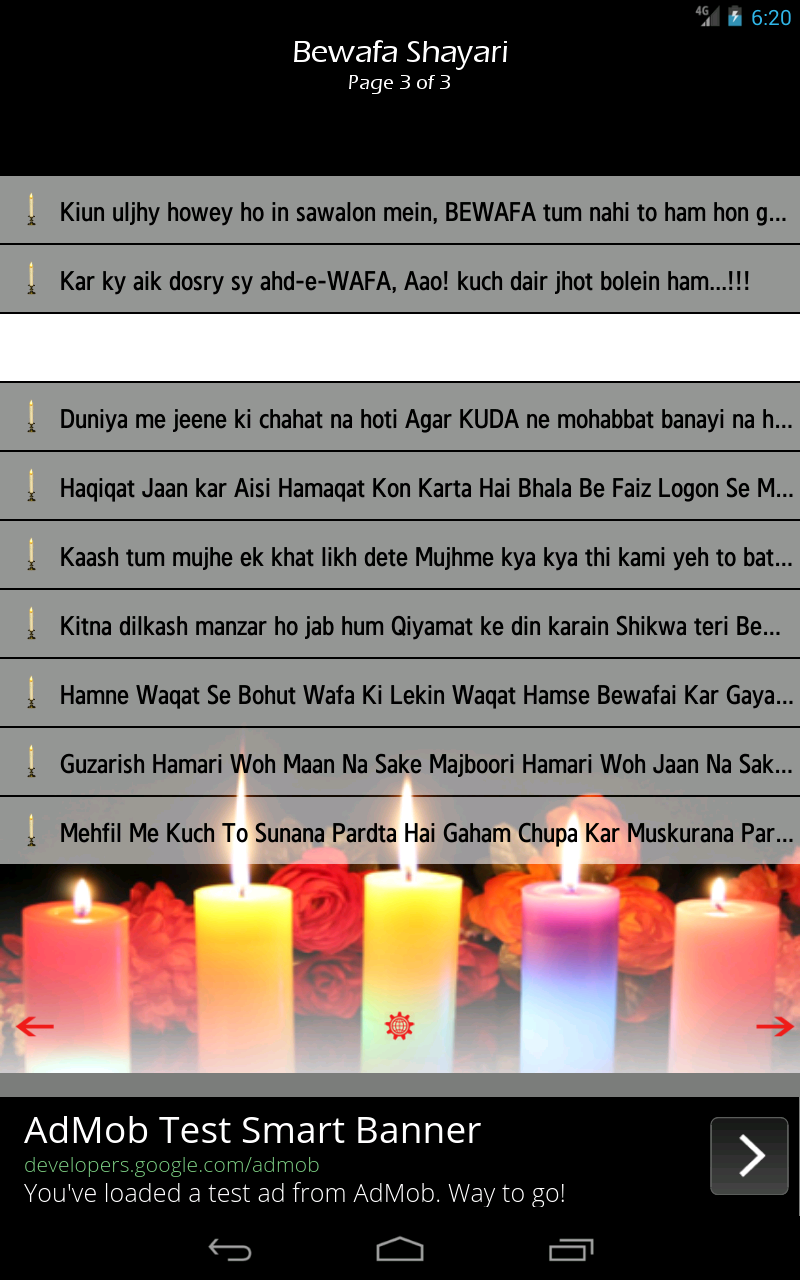 4G 6:20
Bewafa Shayari
Page 3 of 3
Kiun uljhy howey ho in sawalon mein, BEWAFA tum nahi to ham hon g...
Kar ky aik dosry sy ahd-e-WAFA, Aao! kuch dair jhot bolein ham...!!!
Duniya me jeene ki chahat na hoti Agar KUDA ne mohabbat banayi na h...
Haqiqat Jaan kar Aisi Hamaqat Kon Karta Hai Bhala Be Faiz Logon Se M...
Kaash tum mujhe ek khat likh dete Mujhme kya kya thi kami yeh to bat...
Kitna dilkash manzar ho jab hum Qiyamat ke din karain Shikwa teri Be...
Hamne Waqat Se Bohut Wafa Ki Lekin Waqat Hamse Bewafai Kar Gaya...
Guzarish Hamari Woh Maan Na Sake Majboori Hamari Woh Jaan Na Sak...
Mehfil Me Kuch To Sunana Pardta Hai Gaham Chupa Kar Muskurana Par...
AdMob Test Smart Banner
developers.google.com/admob
You've loaded a test ad from AdMob. Way to go!